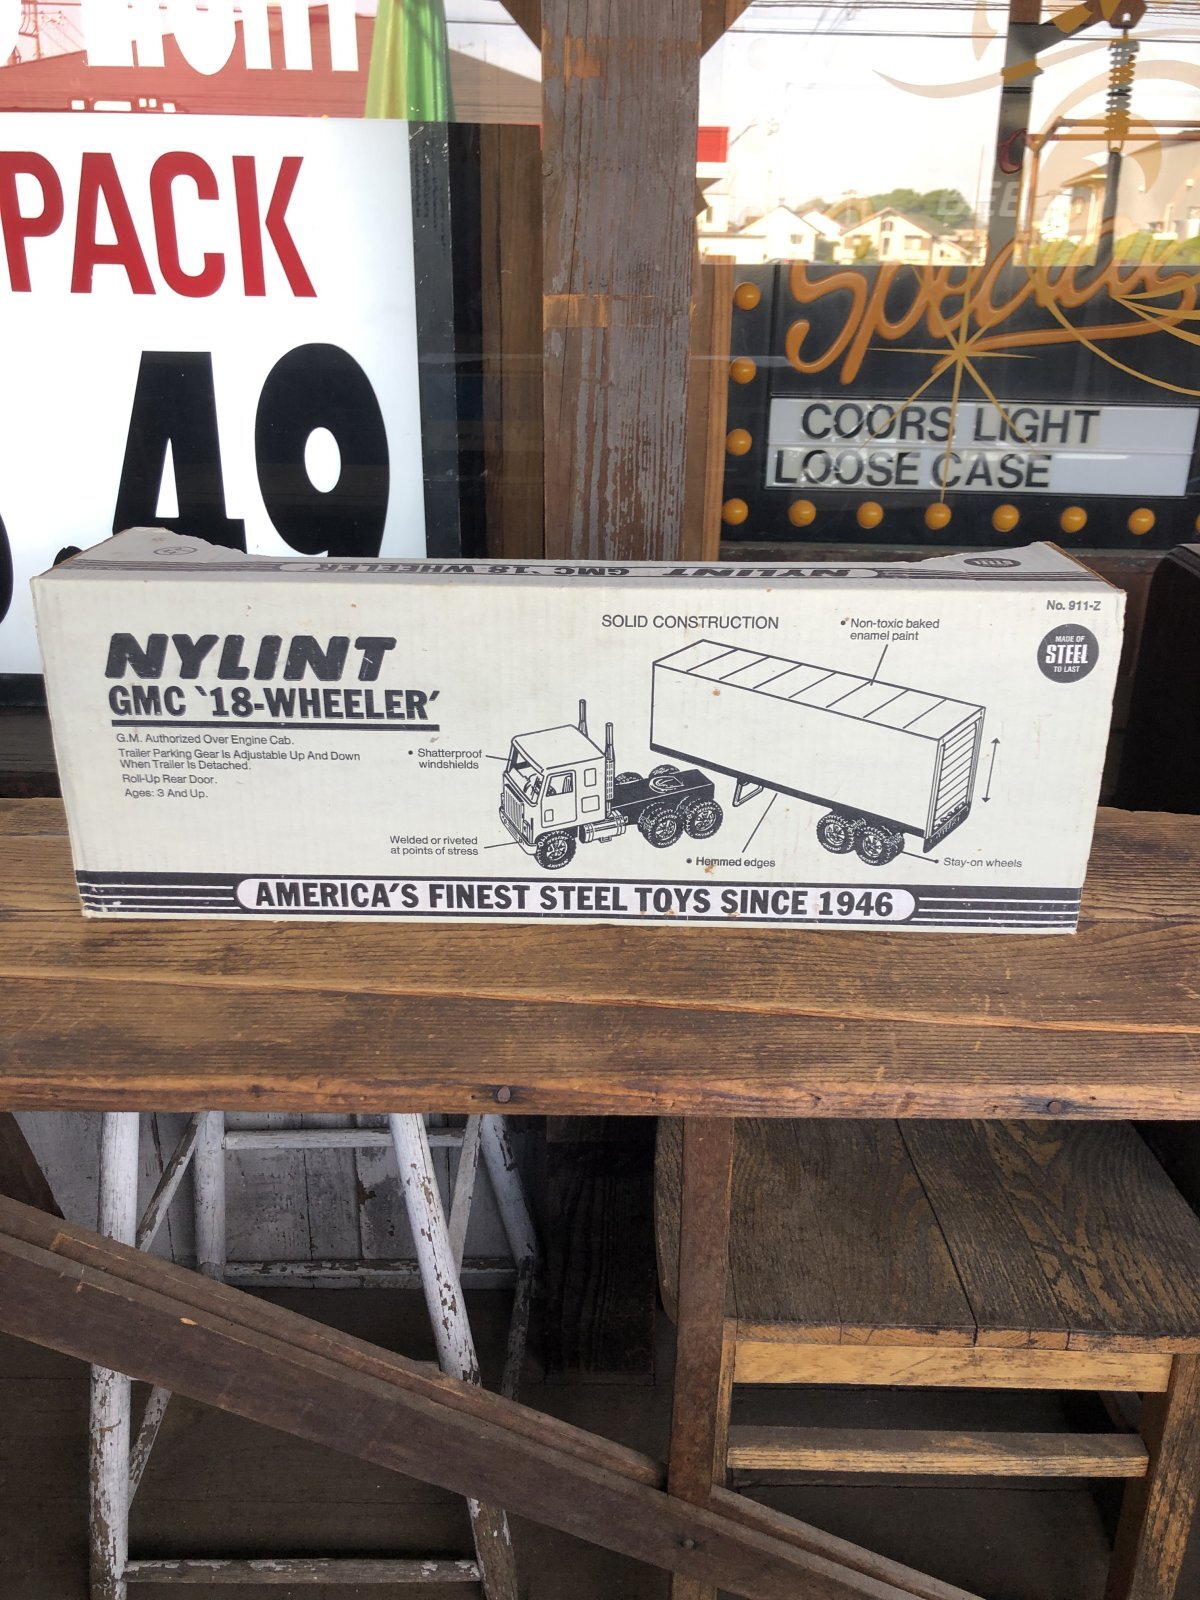 PACK
.49
Special
COORS LIGHT
LOOSE CASE
NYLINT GMC '18-WHEELER'
No. 911-Z
MADE OF
STEEL
TO LAST
NYLINT
GMC '18-WHEELER'
G.M. Authorized Over Engine Cab.
Trailer Parking Gear Is Adjustable Up And Down
When Trailer Is Detached.
Roll-Up Rear Door.
Ages: 3 And Up.
SOLID CONSTRUCTION
• Non-toxic baked
enamel paint
• Shatterproof
windshields
Welded or riveted
at points of stress
• Hemmed edges
• Stay-on wheels
AMERICA'S FINEST STEEL TOYS SINCE 1946